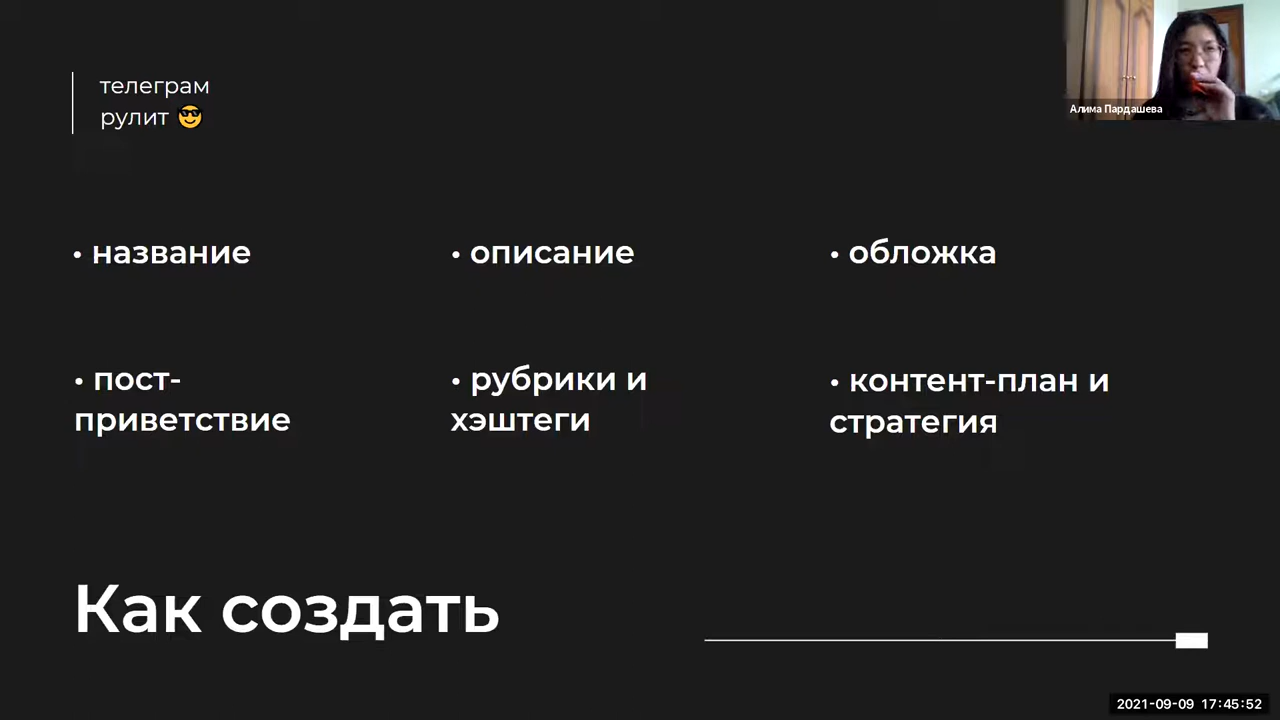 телеграм
рулит 😎
Алима Пардашева
• название
• описание
• обложка
• пост-
приветствие
• рубрики и
хэштеги
• контент-план и
стратегия
Как создать
2021-09-09 17:45:52